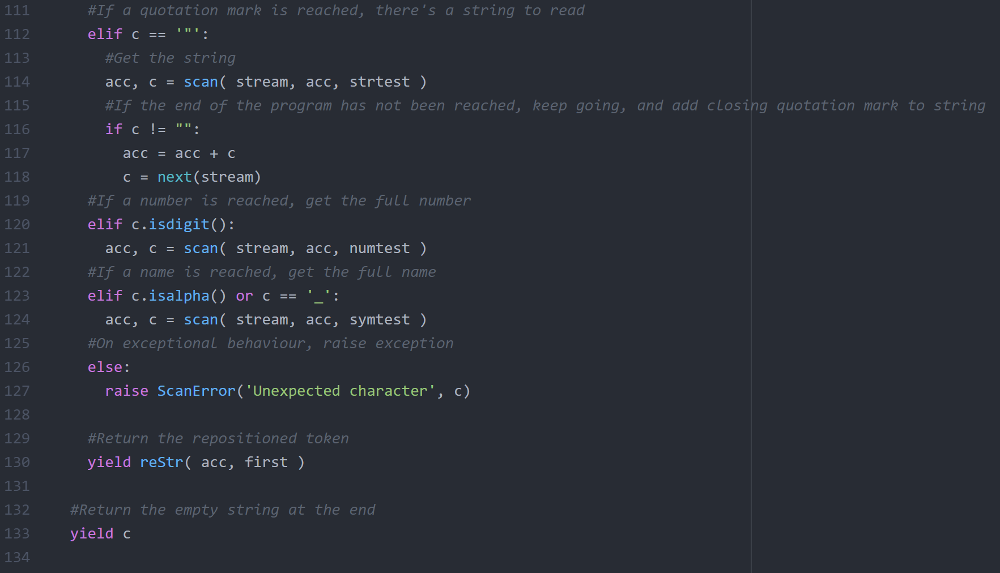 111 #If a quotation mark is reached, there's a string to read
112 elif c == '"':
113 #Get the string
114 acc, c = scan( stream, acc, strtest )
115 #If the end of the program has not been reached, keep going, and add closing quotation mark to string
116 if c != "":
117 acc = acc + c
118 c = next(stream)
119 #If a number is reached, get the full number
120 elif c.isdigit():
121 acc, c = scan( stream, acc, numtest )
122 #If a name is reached, get the full name
123 elif c.isalpha() or c == '_':
124 acc, c = scan( stream, acc, symtest )
125 #On exceptional behaviour, raise exception
126 else:
127 raise ScanError('Unexpected character', c)
128
129 #Return the repositioned token
130 yield reStr( acc, first )
131
132 #Return the empty string at the end
133 yield c
134